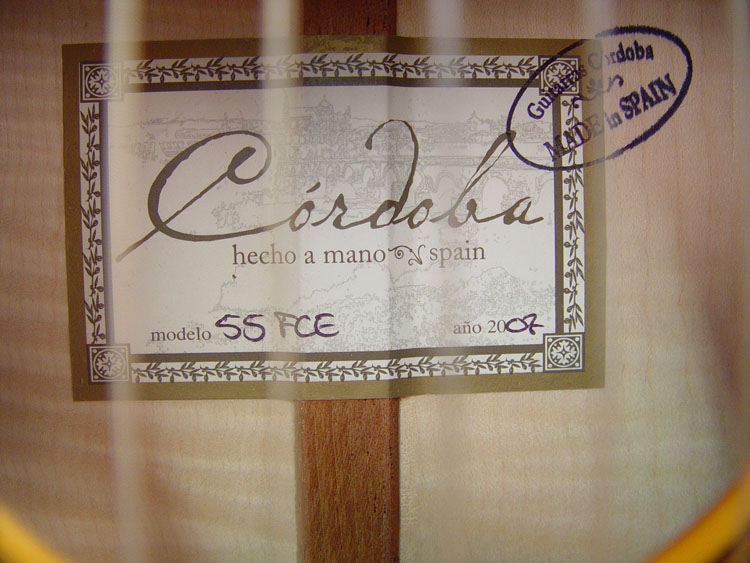 Córdoba
hecho a mano spain
modelo 55 FCE
año 2007
Guitarras Córdoba
MADE in SPAIN